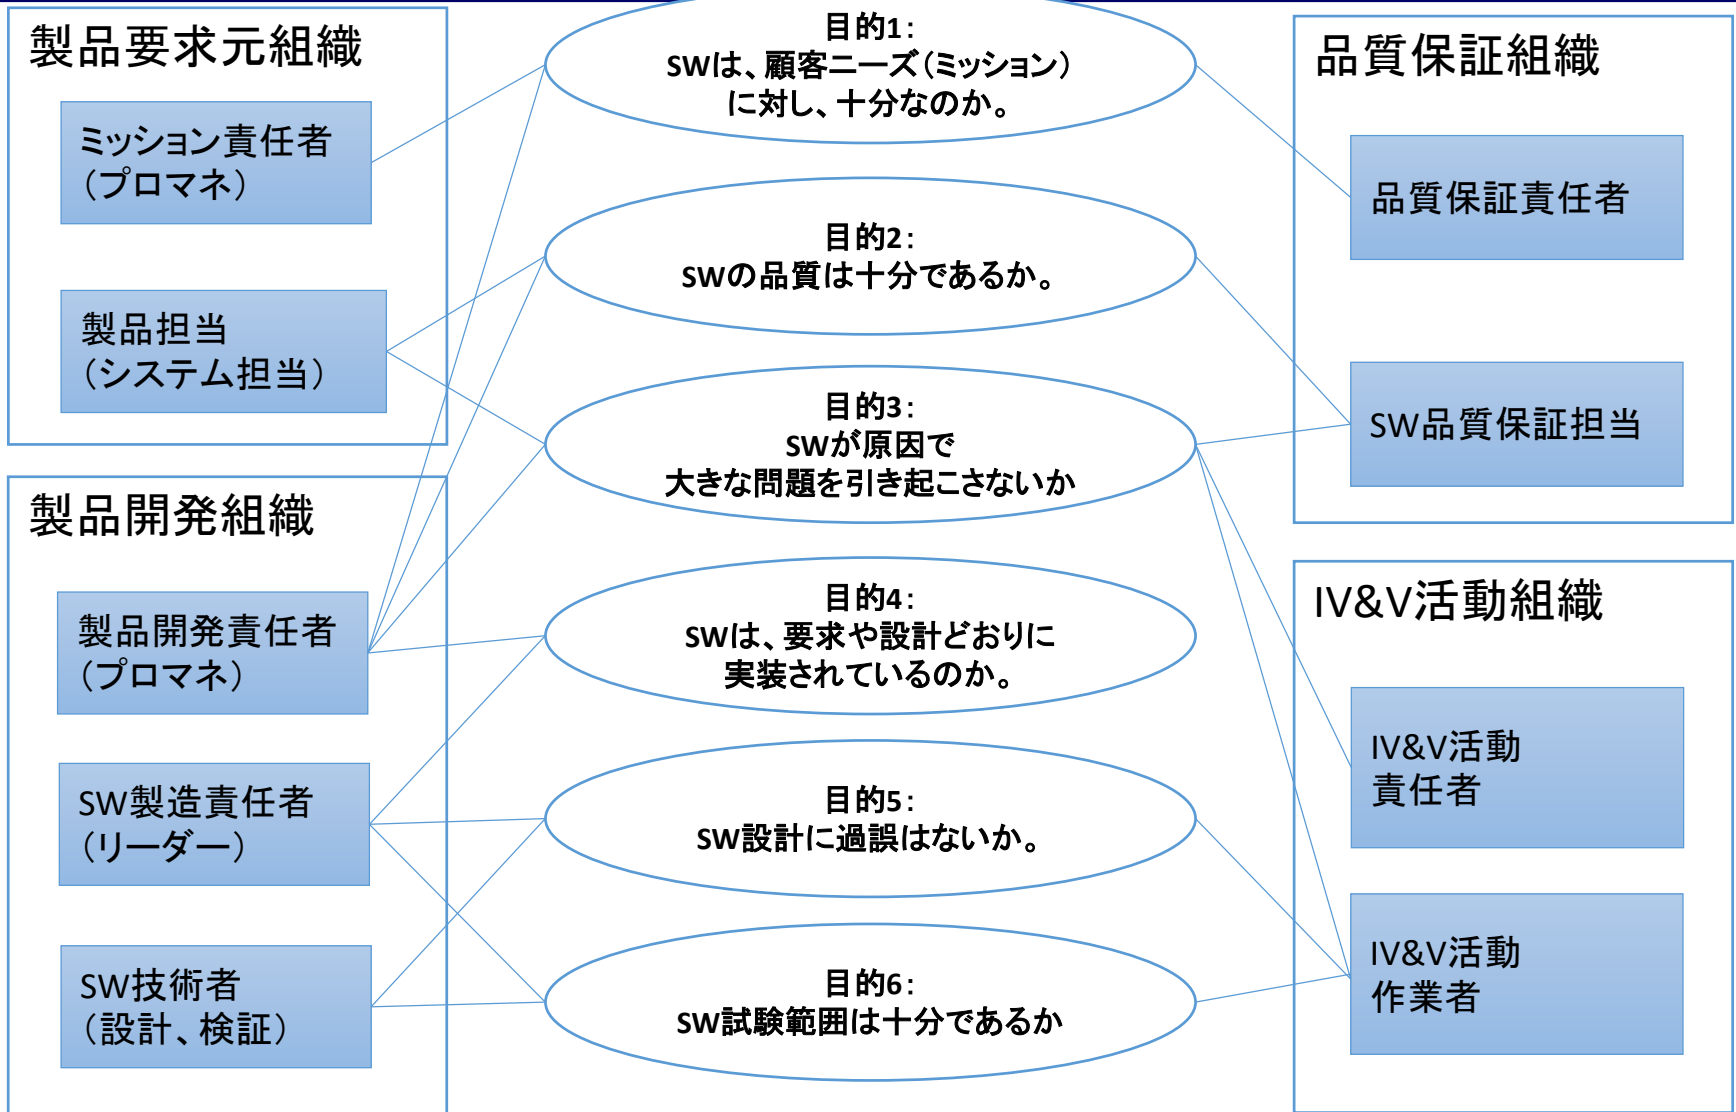 製品要求元組織
ミッション責任者
（プロマネ）
製品担当
（システム担当）
製品開発組織
製品開発責任者
（プロマネ）
SW製造責任者
（リーダー）
SW技術者
（設計、検証）
目的1：
SWは、顧客ニーズ（ミッション）
に対し、十分なのか。
目的2：
SWの品質は十分であるか。
目的3：
SWが原因で
大きな問題を引き起こさないか
目的4：
SWは、要求や設計どおりに
実装されているのか。
目的5：
SW設計に過誤はないか。
目的6：
SW試験範囲は十分であるか
品質保証組織
品質保証責任者
SW品質保証担当
IV&V活動組織
IV&V活動
責任者
IV&V活動
作業者